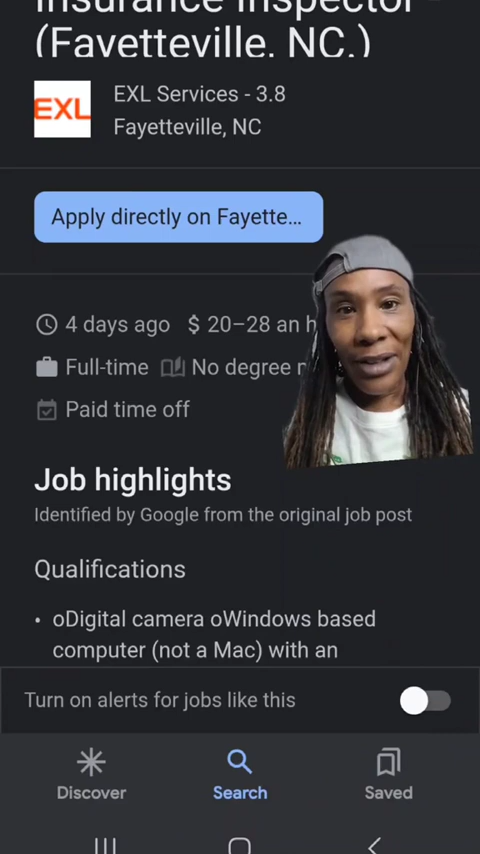 Insurance Inspector -
(Fayetteville, NC.)
EXL
EXL Services - 3.8
Fayetteville, NC
Apply directly on Fayette…
4 days ago $ 20–28 an h
Full-time No degree
Paid time off
Job highlights
Identified by Google from the original job post
Qualifications
• oDigital camera oWindows based
computer (not a Mac) with an
Turn on alerts for jobs like this
Discover
Search
Saved